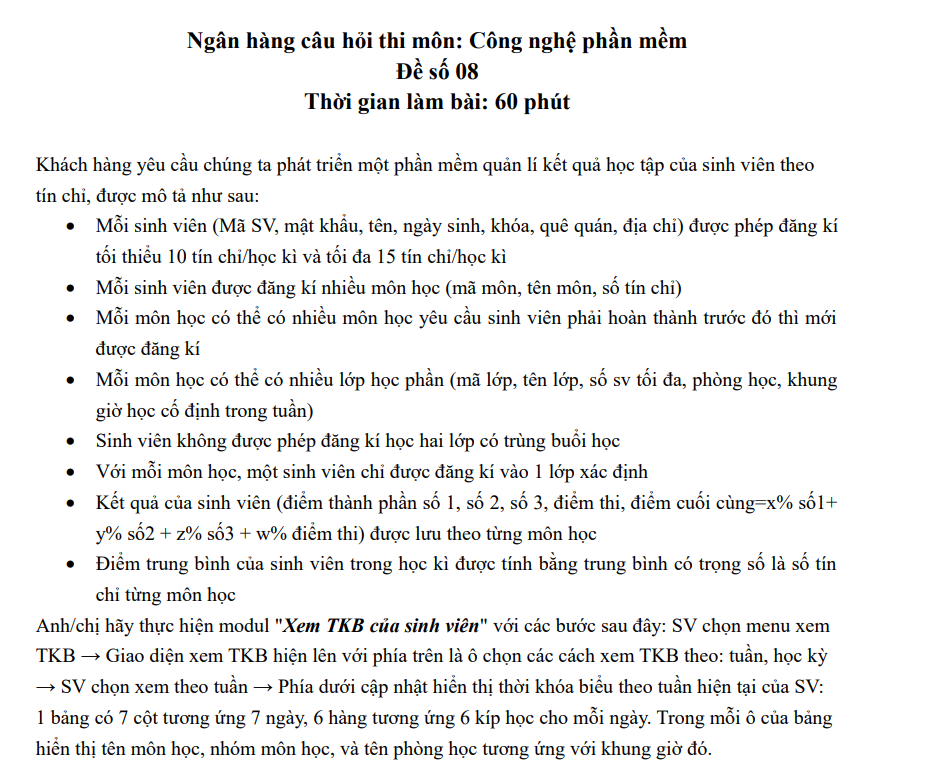 Ngân hàng câu hỏi thi môn: Công nghệ phần mềm
Đề số 08
Thời gian làm bài: 60 phút
Khách hàng yêu cầu chúng ta phát triển một phần mềm quản lí kết quả học tập của sinh viên theo
tín chỉ, được mô tả như sau:
• Mỗi sinh viên (Mã SV, mật khẩu, tên, ngày sinh, khóa, quê quán, địa chỉ) được phép đăng kí
tối thiểu 10 tín chỉ/học kì và tối đa 15 tín chỉ/học kì
• Mỗi sinh viên được đăng kí nhiều môn học (mã môn, tên môn, số tín chỉ)
• Mỗi môn học có thể có nhiều môn học yêu cầu sinh viên phải hoàn thành trước đó thì mới
được đăng kí
• Mỗi môn học có thể có nhiều lớp học phần (mã lớp, tên lớp, số sv tối đa, phòng học, khung
giờ học cố định trong tuần)
• Sinh viên không được phép đăng kí học hai lớp có trùng buổi học
• Với mỗi môn học, một sinh viên chỉ được đăng kí vào 1 lớp xác định
• Kết quả của sinh viên (điểm thành phần số 1, số 2, số 3, điểm thi, điểm cuối cùng=x% số1+
y% số2 + z% số3 + w% điểm thi) được lưu theo từng môn học
• Điểm trung bình của sinh viên trong học kì được tính bằng trung bình có trọng số là số tín
chỉ từng môn học
Anh/chị hãy thực hiện modul "Xem TKB của sinh viên" với các bước sau đây: SV chọn menu xem
TKB → Giao diện xem TKB hiện lên với phía trên là ô chọn các cách xem TKB theo: tuần, học kỳ
→ SV chọn xem theo tuần → Phía dưới cập nhật hiển thị thời khóa biểu theo tuần hiện tại của SV:
1 bảng có 7 cột tương ứng 7 ngày, 6 hàng tương ứng 6 kíp học cho mỗi ngày. Trong mỗi ô của bảng
hiển thị tên môn học, nhóm môn học, và tên phòng học tương ứng với khung giờ đó.